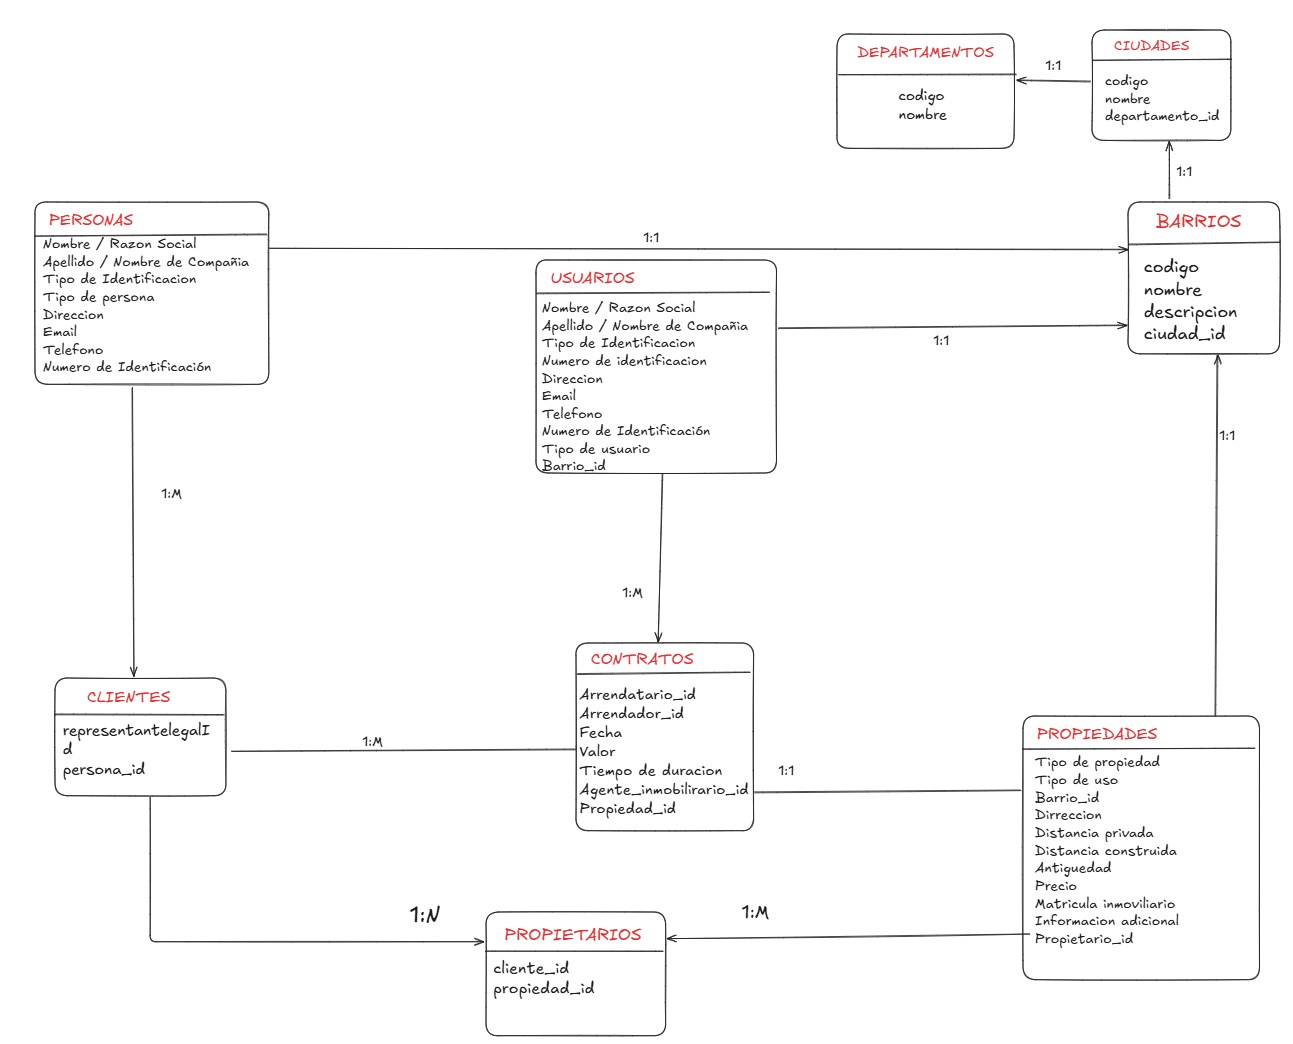 DEPARTAMENTOS
codigo
nombre
1:1
CIUDADES
codigo
nombre
departamento_id
1:1
PERSONAS
Nombre / Razon Social
Apellido / Nombre de Compañia
Tipo de Identificacion
Tipo de persona
Direccion
Email
Telefono
Numero de Identificación
1:1
BARRIOS
codigo
nombre
descripcion
ciudad_id
USUARIOS
Nombre / Razon Social
Apellido / Nombre de Compañia
Tipo de Identificacion
Numero de identificacion
Direccion
Email
Telefono
Numero de Identificación
Tipo de usuario
Barrio_id
1:1
1:1
1:M
1:M
CLIENTES
representantelegalI
d
persona_id
1:M
CONTRATOS
Arrendatario_id
Arrendador_id
Fecha
Valor
Tiempo de duracion
Agente_inmobilirario_id
Propiedad_id
1:1
PROPIEDADES
Tipo de propiedad
Tipo de uso
Barrio_id
Dirreccion
Distancia privada
Distancia construida
Antiguedad
Precio
Matricula inmoviliario
Informacion adicional
Propietario_id
1:N
1:M
PROPIETARIOS
cliente_id
propiedad_id